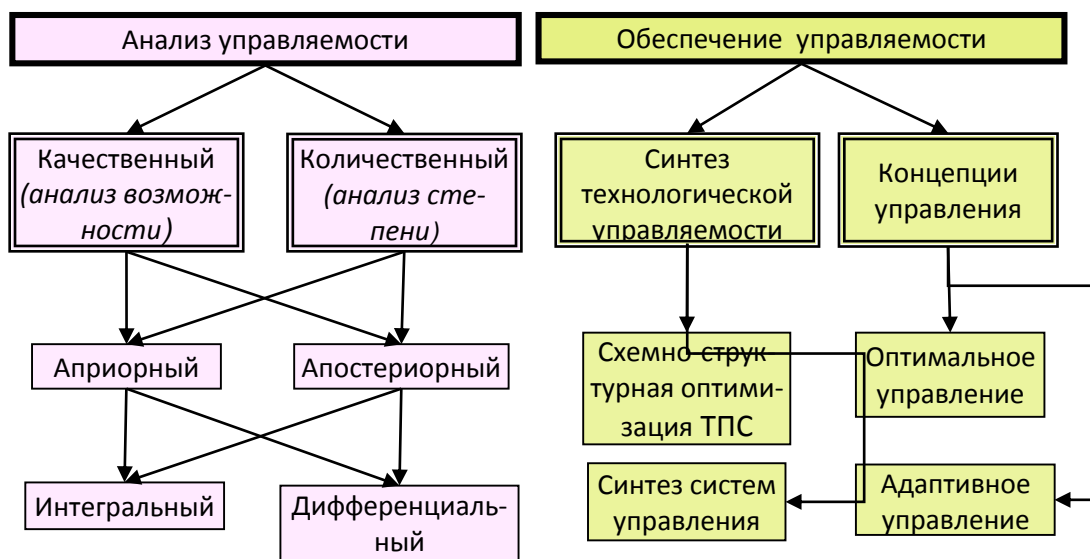 Анализ управляемости
Обеспечение управляемости
Качественный
(анализ возмож-
ности)
Количественный
(анализ сте-
пени)
Синтез
технологической
управляемости
Концепции
управления
Априорный
Апостериорный
Схемно-струк
турная оптими-
зация ТПС
Оптимальное
управление
Интегральный
Дифференциаль-
ный
Синтез систем
управления
Адаптивное
управление